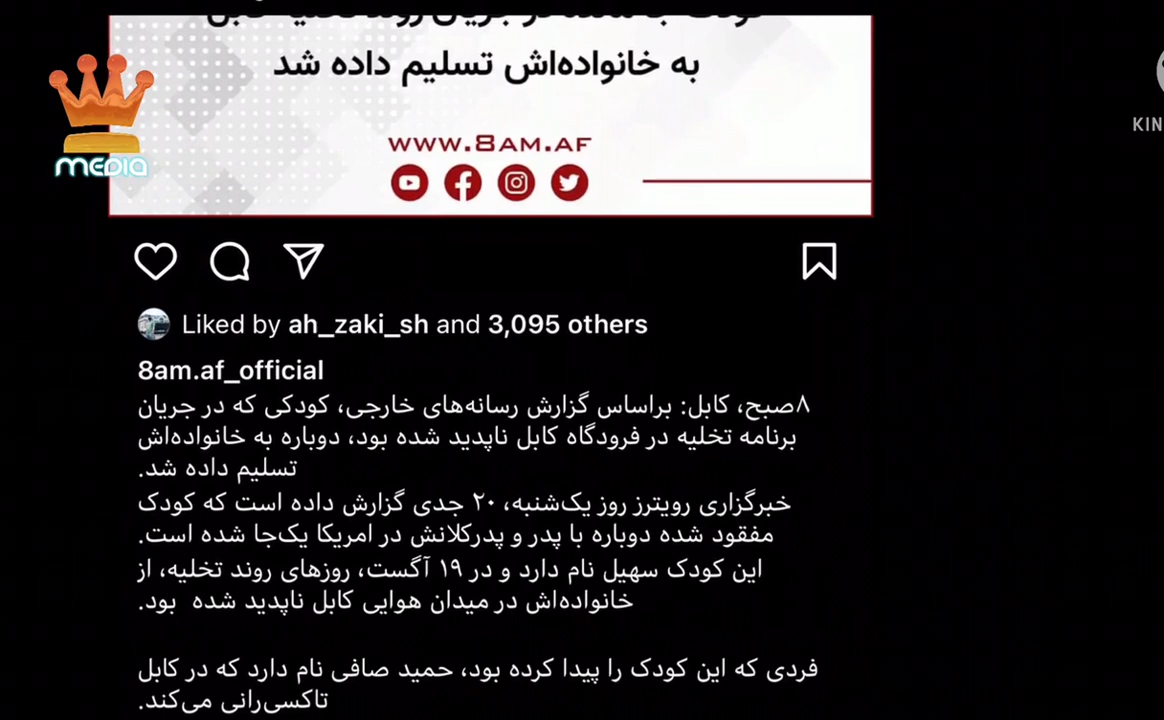 به خانواده‌اش تسلیم داده شد
WWW.8AM.AF
MEDIA
KIN
Liked by ah_zaki_sh and 3,095 others
8am.af_official
۸صبح، کابل: براساس گزارش رسانه‌های خارجی، کودکی که در جریان
برنامه تخلیه در فرودگاه کابل ناپدید شده بود، دوباره به خانواده‌اش
تسلیم داده شد.
خبرگزاری رویترز روز یک‌شنبه، ۲۰ جدی گزارش داده است که کودک
مفقود شده دوباره با پدر و پدرکلانش در امریکا یک‌جا شده است.
این کودک سهیل نام دارد و در ۱۹ آگست، روزهای روند تخلیه، از
خانواده‌اش در میدان هوایی کابل ناپدید شده بود.
فردی که این کودک را پیدا کرده بود، حمید صافی نام دارد که در کابل
تاکسی‌رانی می‌کند.